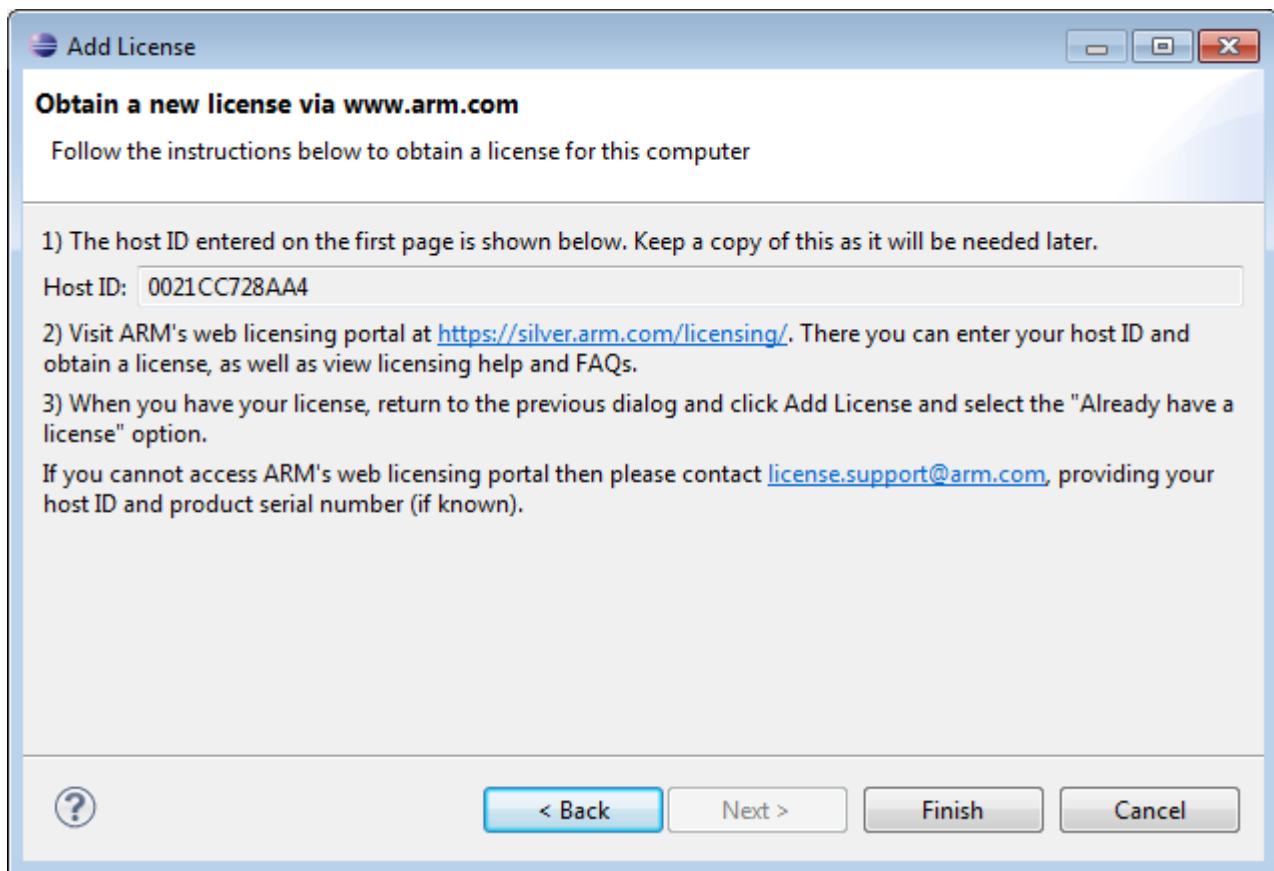 Add License
Obtain a new license via www.arm.com
Follow the instructions below to obtain a license for this computer
1) The host ID entered on the first page is shown below. Keep a copy of this as it will be needed later.
Host ID: 0021CC728AA4
2) Visit ARM's web licensing portal at https://silver.arm.com/licensing/. There you can enter your host ID and
obtain a license, as well as view licensing help and FAQs.
3) When you have your license, return to the previous dialog and click Add License and select the "Already have a
license" option.
If you cannot access ARM's web licensing portal then please contact license.support@arm.com, providing your
host ID and product serial number (if known).
? < Back Next > Finish Cancel